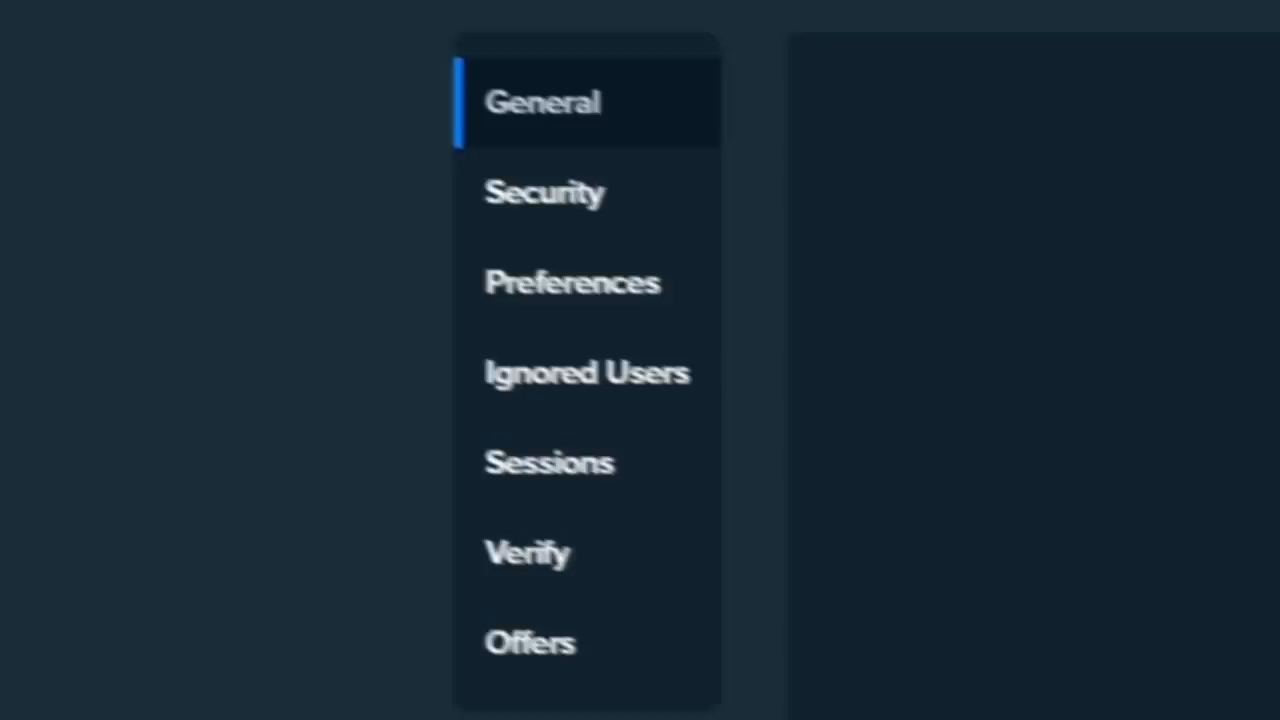 General
Security
Preferences
Ignored Users
Sessions
Verify
Offers